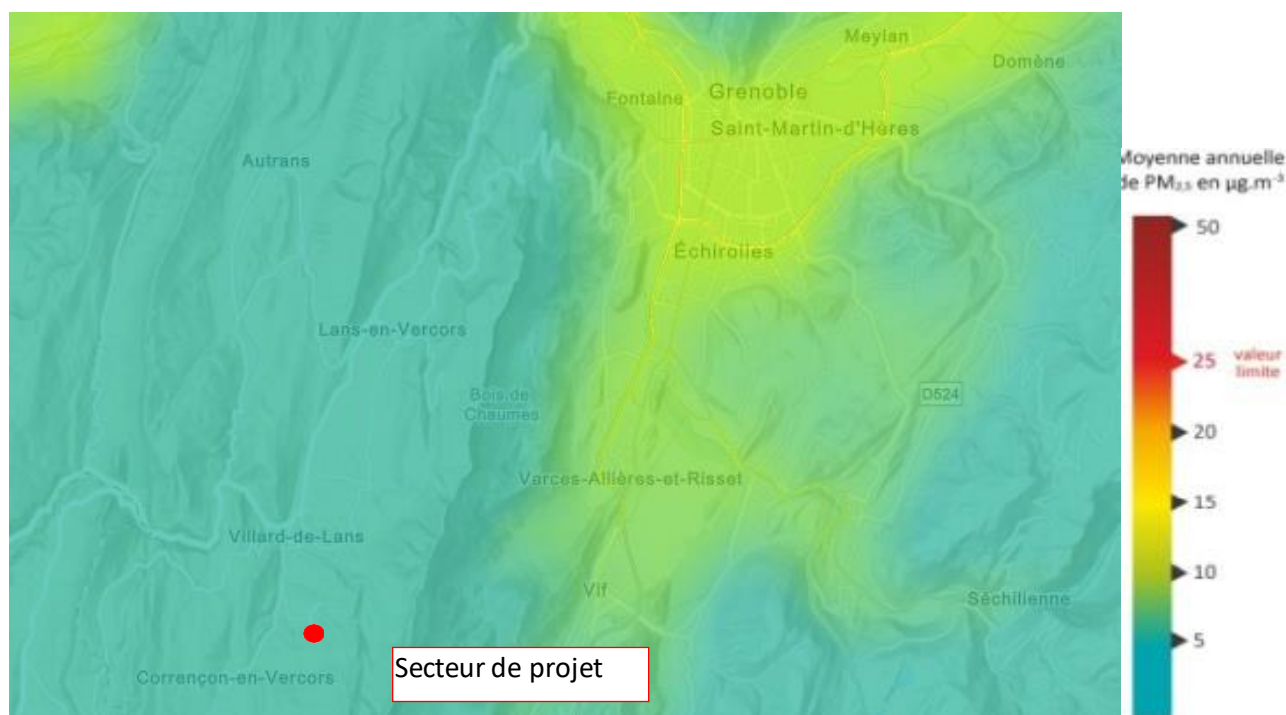 Meylan
Domène
Fontaine
Grenoble
Saint-Martin-d'Hères
Autrans
Échirolles
Lans-en-Vercors
Bois de
Chaumes
D524
Varces-Allières-et-Risset
Villard-de-Lans
Vif
Séchilienne
Secteur de projet
Corrençon-en-Vercors
Moyenne annuelle
de PM2,5 en µg.m-3
50
25 valeur
limite
20
15
10
5